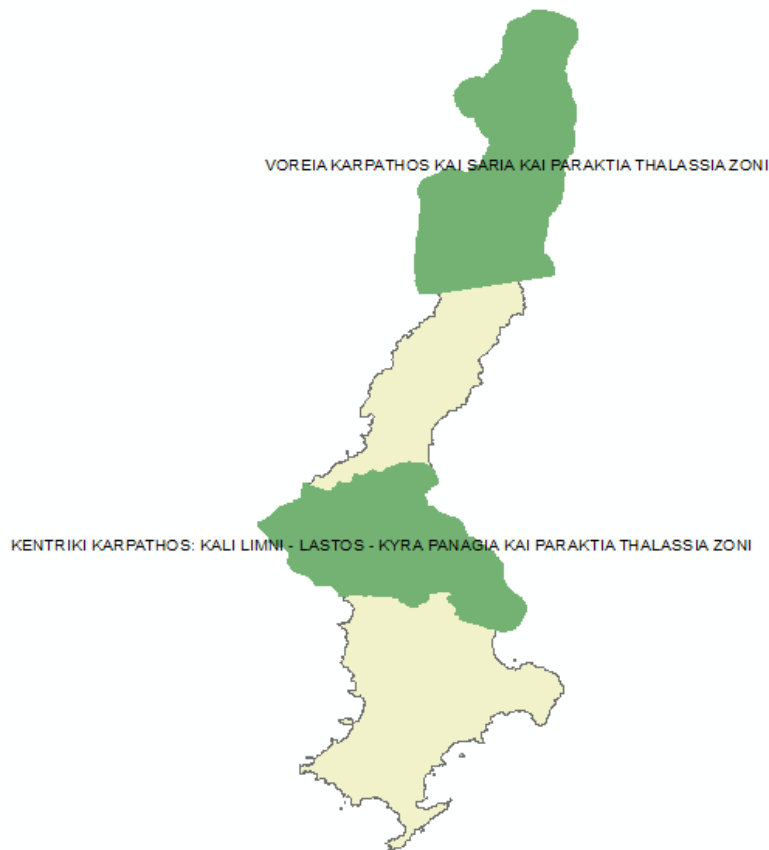 VOREIA KARPATHOS KAI SARIA KAI PARAKTIA THALASSIA ZONI
KENTRIKI KARPATHOS: KALI LIMNI - LASTOS - KYRA PANAGIA KAI PARAKTIA THALASSIA ZONI